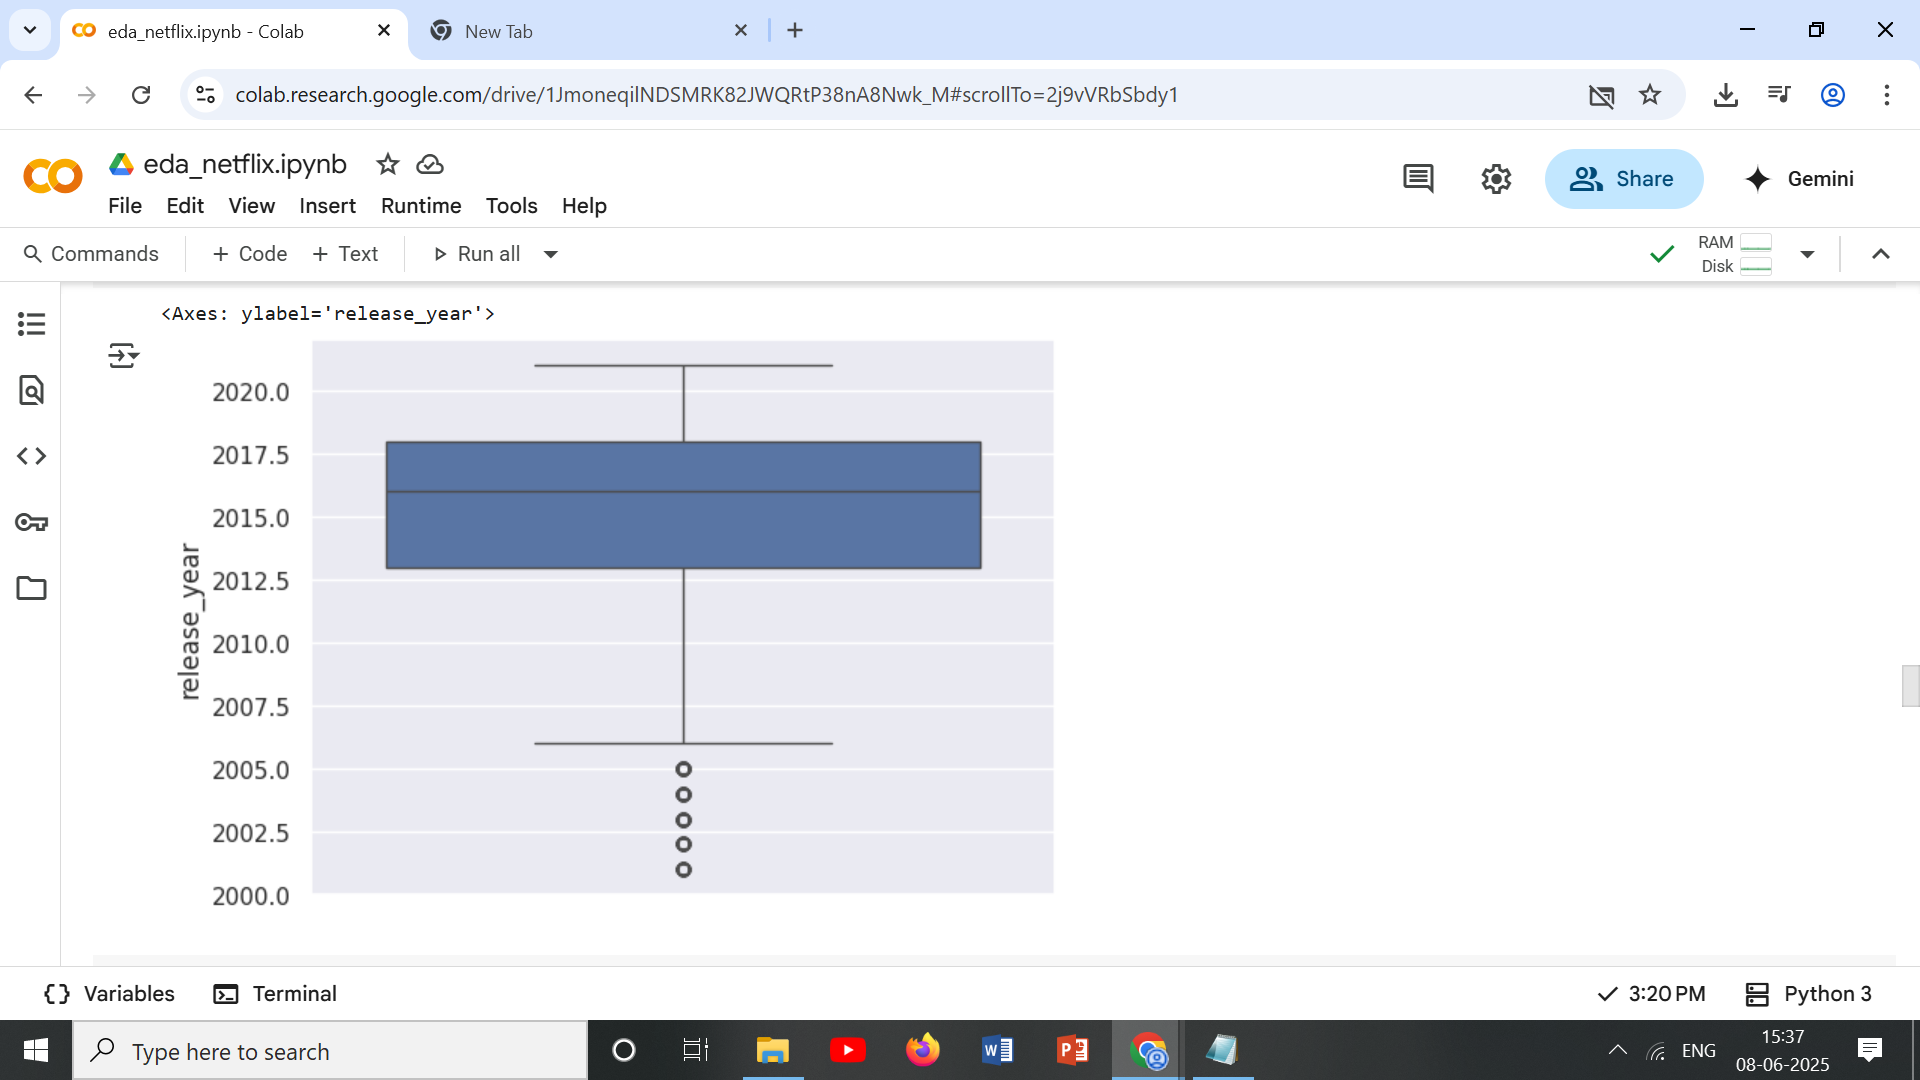 eda_netflix.ipynb - Colab
New Tab
colab.research.google.com/drive/1JmoneqilNDSMRK82JWQRtP38nA8Nwk_M#scrollTo=2j9vVRbSbdy1
eda_netflix.ipynb
Share
Gemini
File Edit View Insert Runtime Tools Help
Commands + Code + Text Run all
RAM
Disk
<Axes: ylabel='release_year'>
release_year
2020.0
2017.5
2015.0
2012.5
2010.0
2007.5
2005.0
2002.5
2000.0
Variables Terminal
3:20 PM Python 3
Type here to search
ENG
15:37
08-06-2025